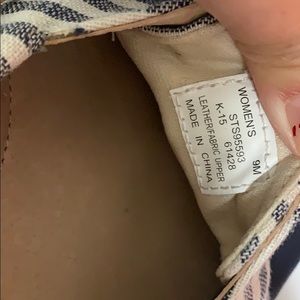 WOMEN'S 9M
STS95593
K-15 61428
LEATHER/FABRIC UPPER
MADE IN CHINA